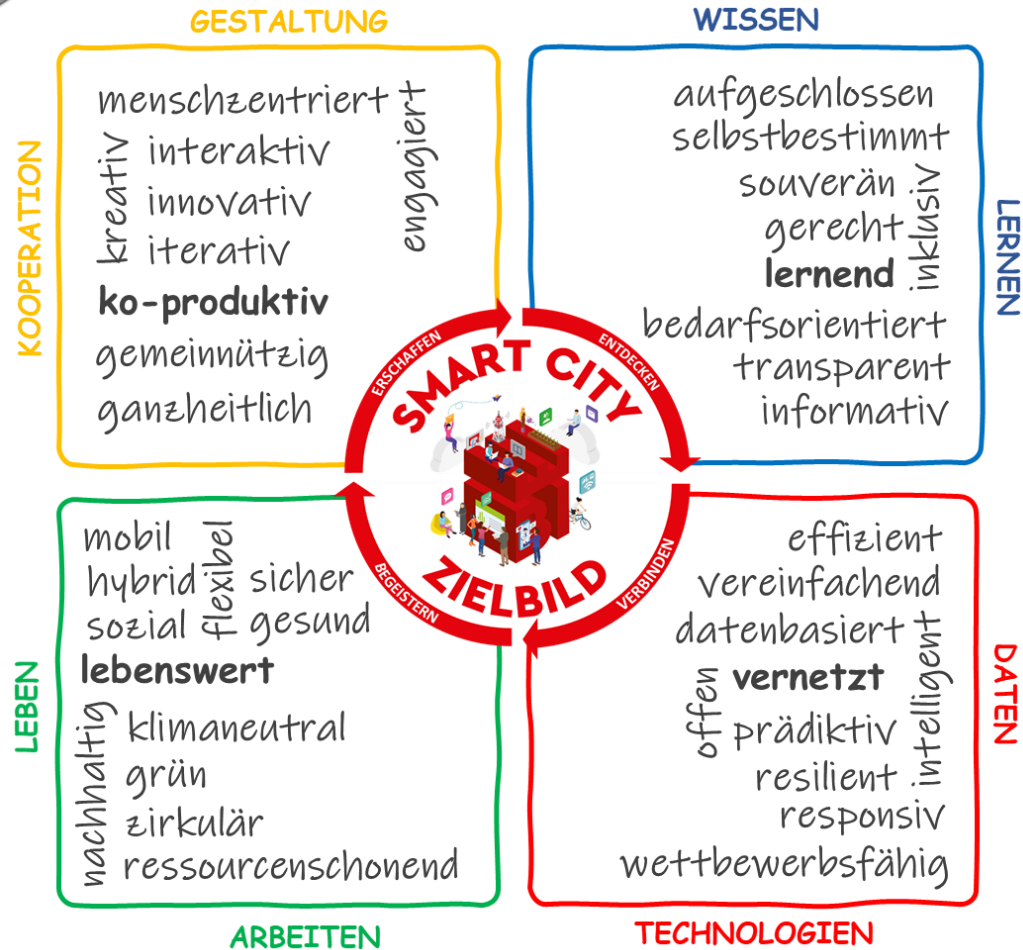 GESTALTUNG
KOOPERATION
menschzentriert
engagiert
kreativ
interaktiv
innovativ
iterativ
ko-produktiv
gemeinnützig
ganzheitlich
WISSEN
LERNEN
aufgeschlossen
selbstbestimmt
souverän
inklusiv
gerecht
lernend
bedarfsorientiert
transparent
informativ
ERSCHAFFEN
ENTDECKEN
SMART CITY
ZIELBILD
BEGEISTERN
VERBINDEN
LEBEN
mobil
flexibel
hybrid
sicher
sozial
gesund
lebenswert
nachhaltig
klimaneutral
grün
zirkulär
ressourcenschonend
ARBEITEN
DATEN
effizient
vereinfachend
datenbasiert
intelligent
offen
vernetzt
prädiktiv
resilient
responsiv
wettbewerbsfähig
TECHNOLOGIEN